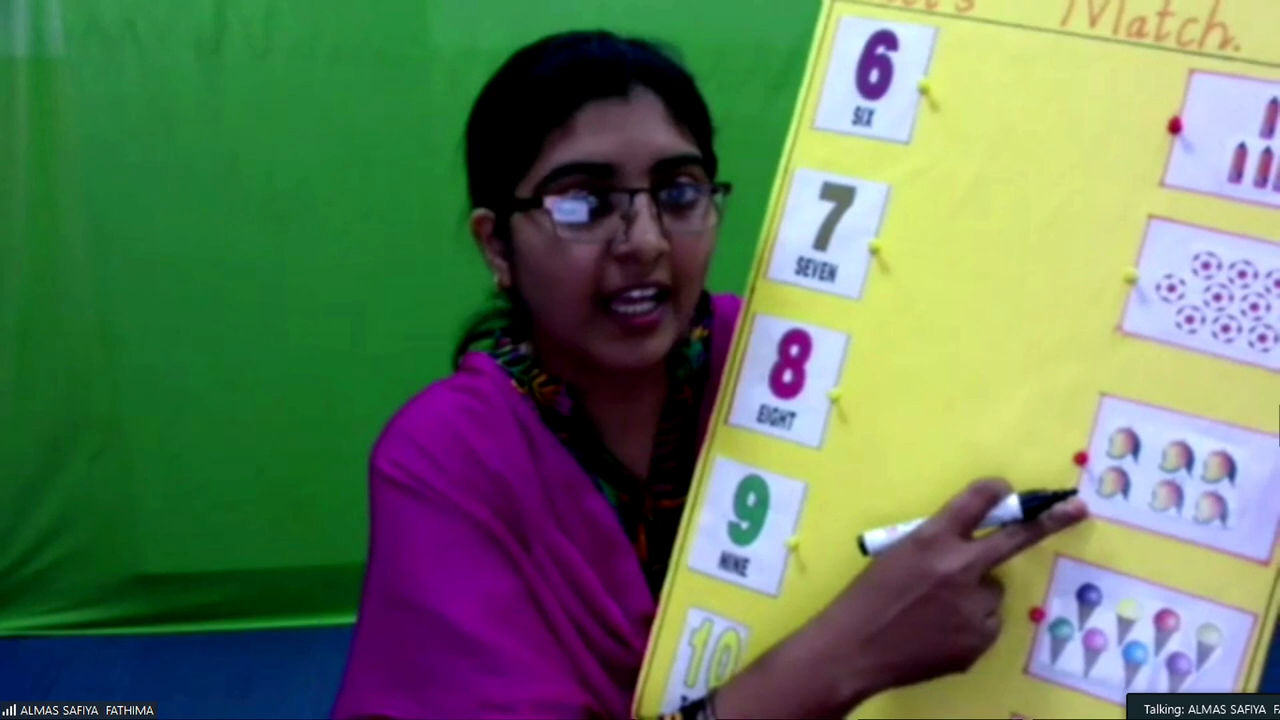 Match.
6
SIX
7
SEVEN
8
EIGHT
9
NINE
10
ALMAS SAFIYA FATHIMA
Talking: ALMAS SAFIYA